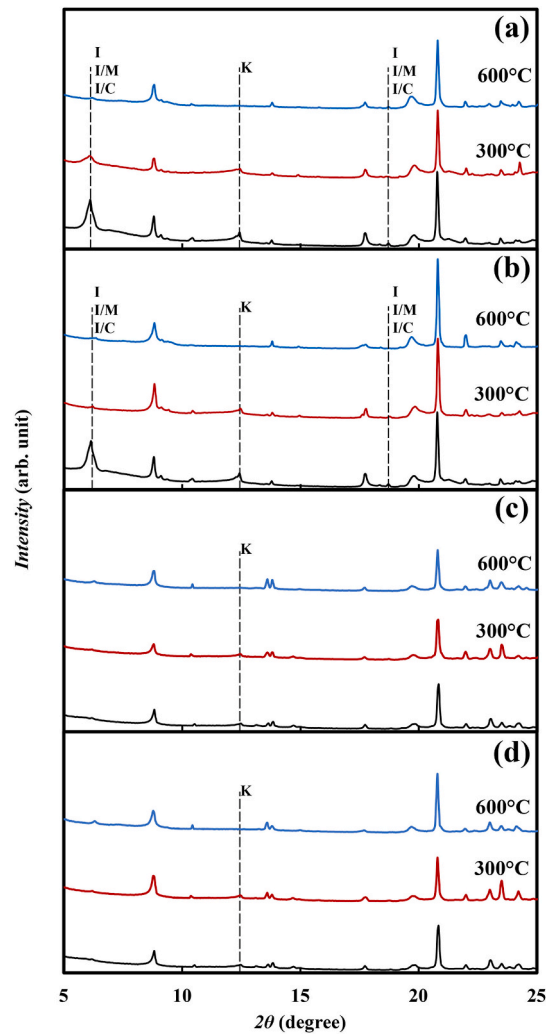 (a)
I
I/M
I/C
K
I
I/M
I/C
600°C
300°C
(b)
I
I/M
I/C
K
I
I/M
I/C
600°C
300°C
(c)
K
600°C
300°C
(d)
K
600°C
300°C
Intensity (arb. unit)
5 10 15 20 25
2θ (degree)